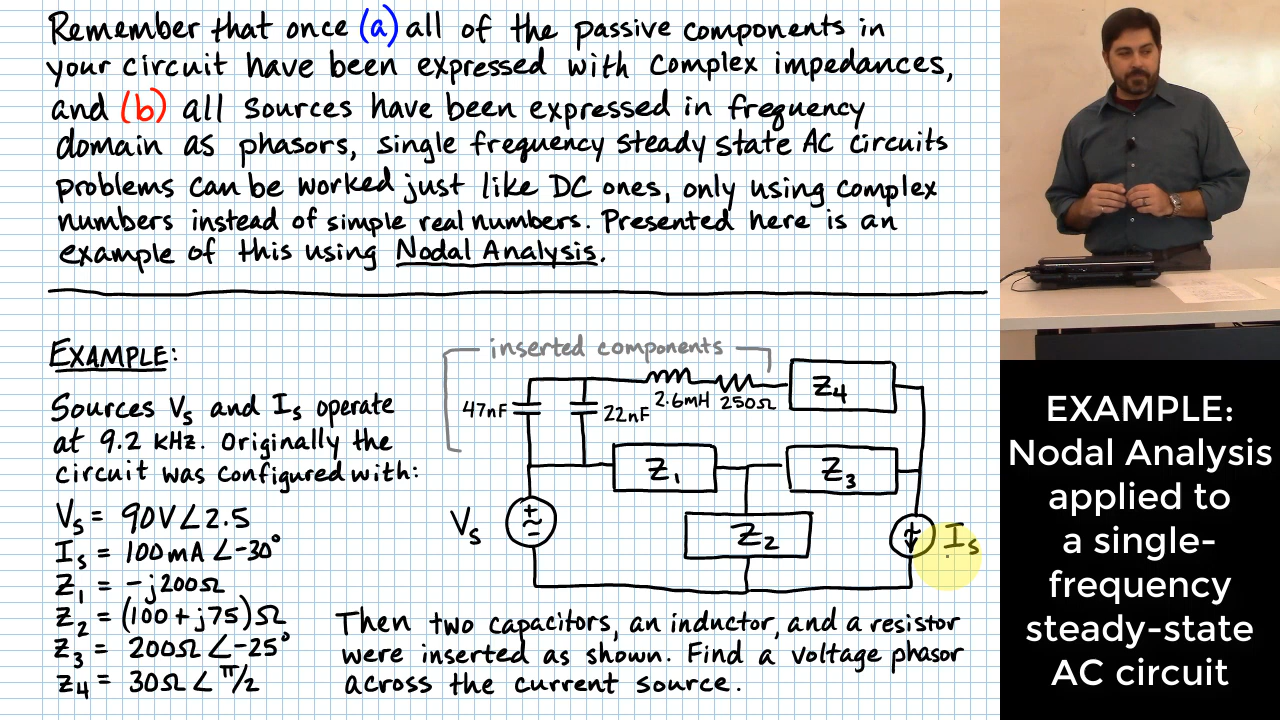 Remember that once (a) all of the passive components in
your circuit have been expressed with complex impedances,
and (b) all sources have been expressed in frequency
domain as phasors, single frequency steady state AC circuits
problems can be worked just like DC ones, only using complex
numbers instead of simple real numbers. Presented here is an
example of this using Nodal Analysis.
EXAMPLE:
Sources Vs and Is operate
at 9.2 kHz. Originally the
circuit was configured with:
Vs = 90V∠2.5
Is = 100mA∠-30°
Z1 = -j200Ω
Z2 = (100+j75)Ω
Z3 = 200Ω∠-25°
Z4 = 30Ω∠π/2
inserted components
47nF
22nF
2.6mH
250Ω
Z4
Z1
Z3
Vs
+
-
Z2
+
Is
Then two capacitors, an inductor, and a resistor
were inserted as shown. Find a voltage phasor
across the current source.
EXAMPLE:
Nodal Analysis
applied to
a single-
frequency
steady-state
AC circuit